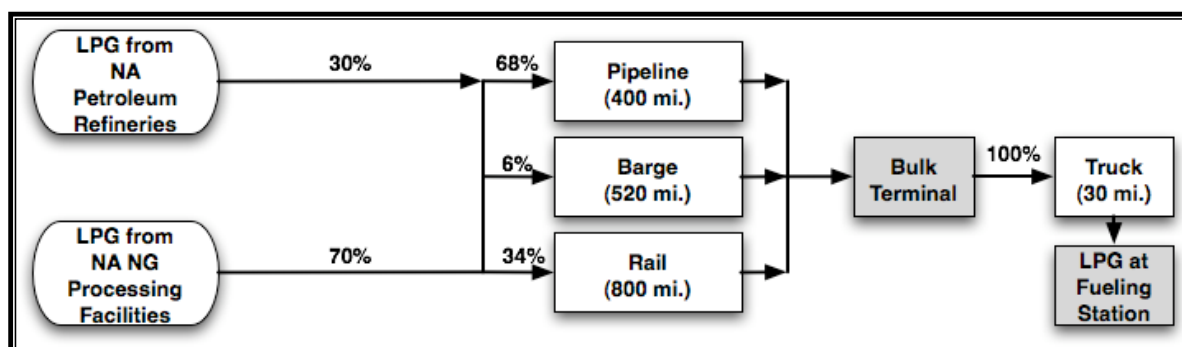 LPG from
NA
Petroleum
Refineries
30%
68%
Pipeline
(400 mi.)
6%
Barge
(520 mi.)
Bulk
Terminal
100%
Truck
(30 mi.)
LPG from
NA NG
Processing
Facilities
70%
34%
Rail
(800 mi.)
LPG at
Fueling
Station